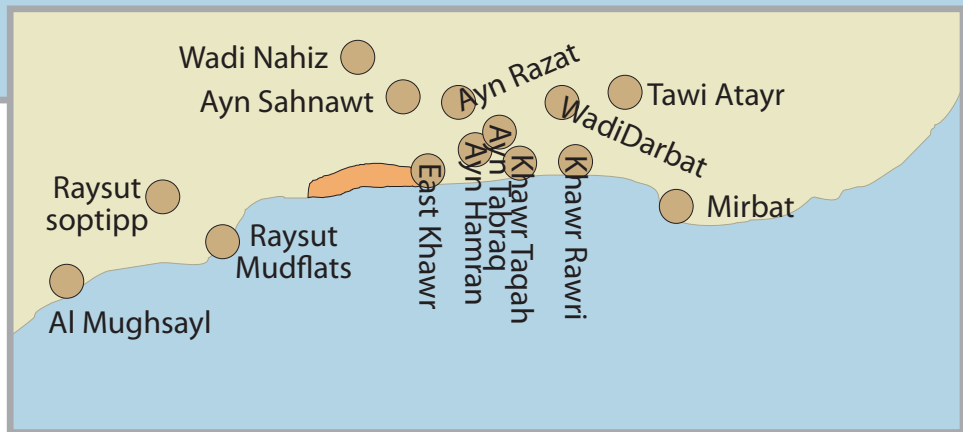 Wadi Nahiz
Ayn Sahnawt
Ayn Razat
WadiDarbat
Tawi Atayr
Raysut
soptipp
Raysut
Mudflats
Al Mughsayl
East Khawr
Ayn Hamran
Ayn Tabraq
Khawr Taqah
Khawr Rawri
Mirbat